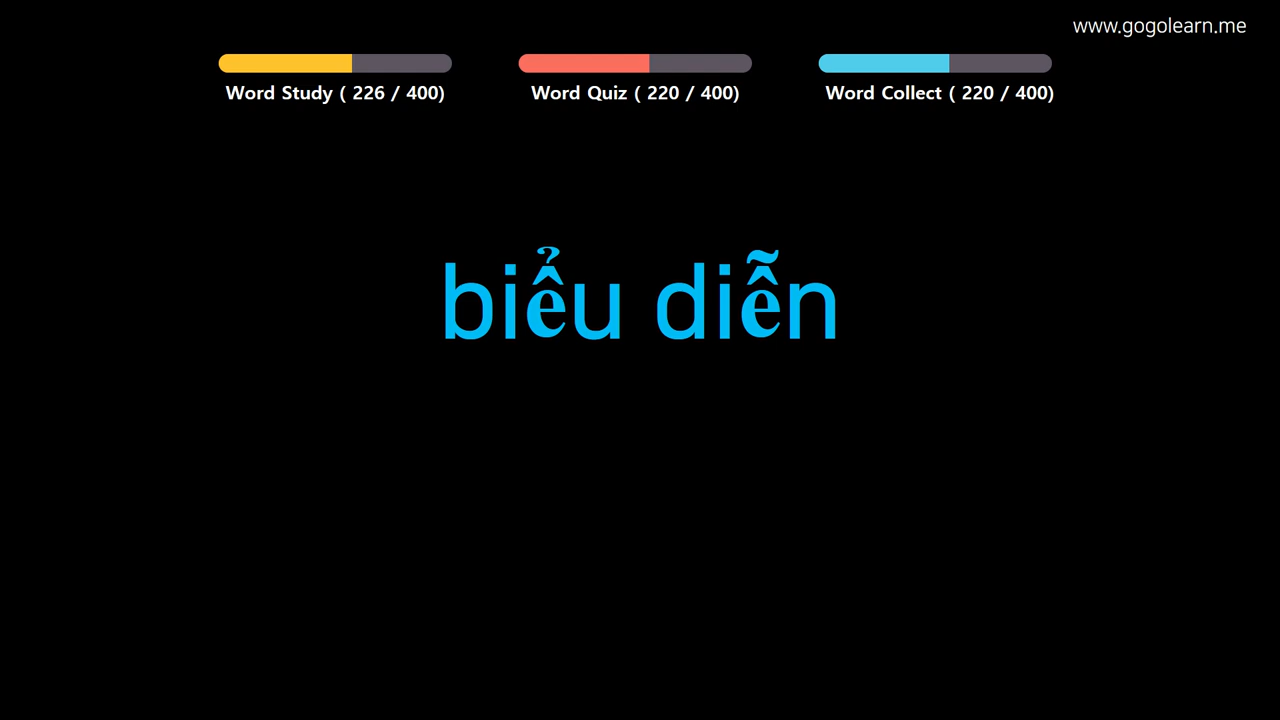 www.gogolearn.me
Word Study ( 226 / 400)
Word Quiz ( 220 / 400)
Word Collect ( 220 / 400)
biểu diễn